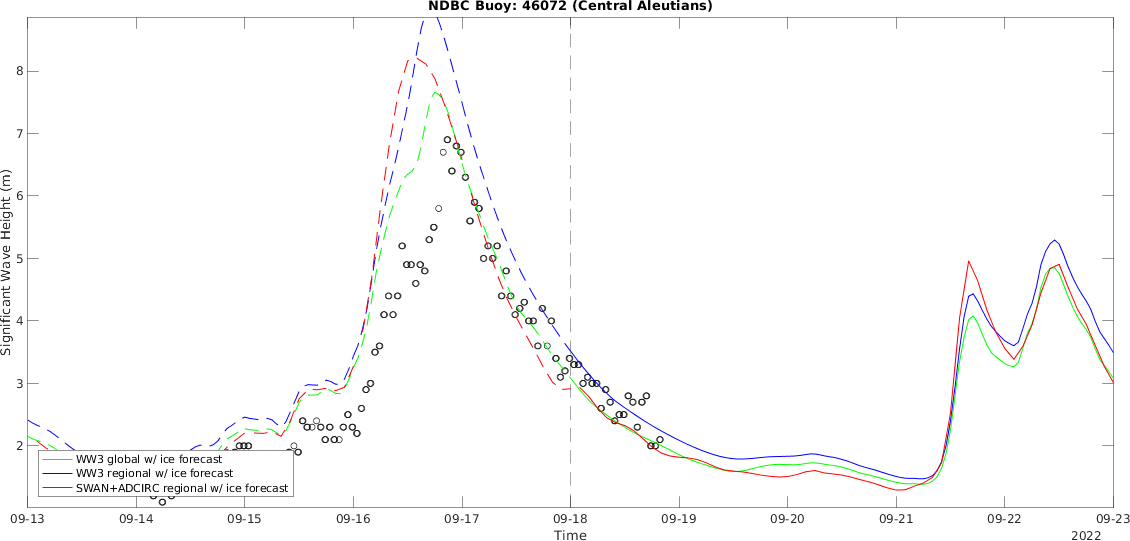 NDBC Buoy: 46072 (Central Aleutians)
Significant Wave Height (m)
8
7
6
5
4
3
2
WW3 global w/ ice forecast
WW3 regional w/ ice forecast
SWAN+ADCIRC regional w/ ice forecast
09-13 09-14 09-15 09-16 09-17 09-18 09-19 09-20 09-21 09-22 09-23
Time
2022